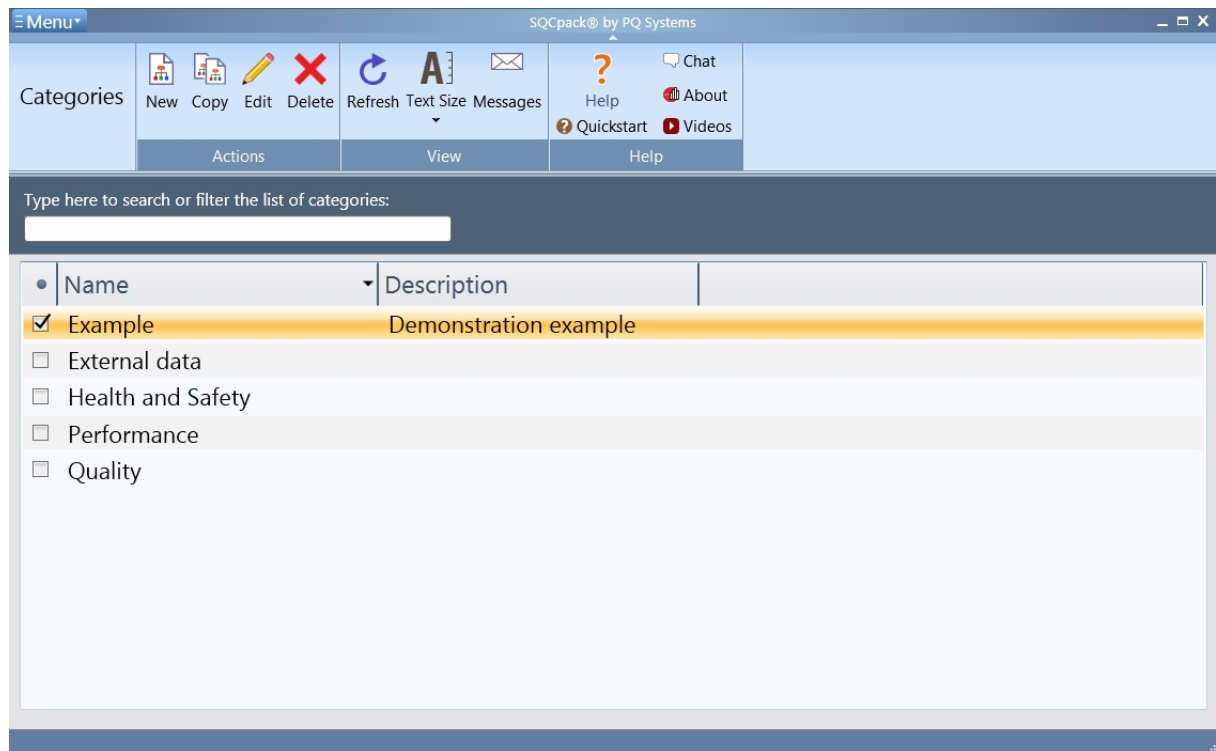 Menu
SQCpack® by PQ Systems
Categories
New Copy Edit Delete
Refresh Text Size Messages
Help
Chat
About
Quickstart
Videos
Actions
View
Help
Type here to search or filter the list of categories:
Name Description
Example Demonstration example
External data
Health and Safety
Performance
Quality